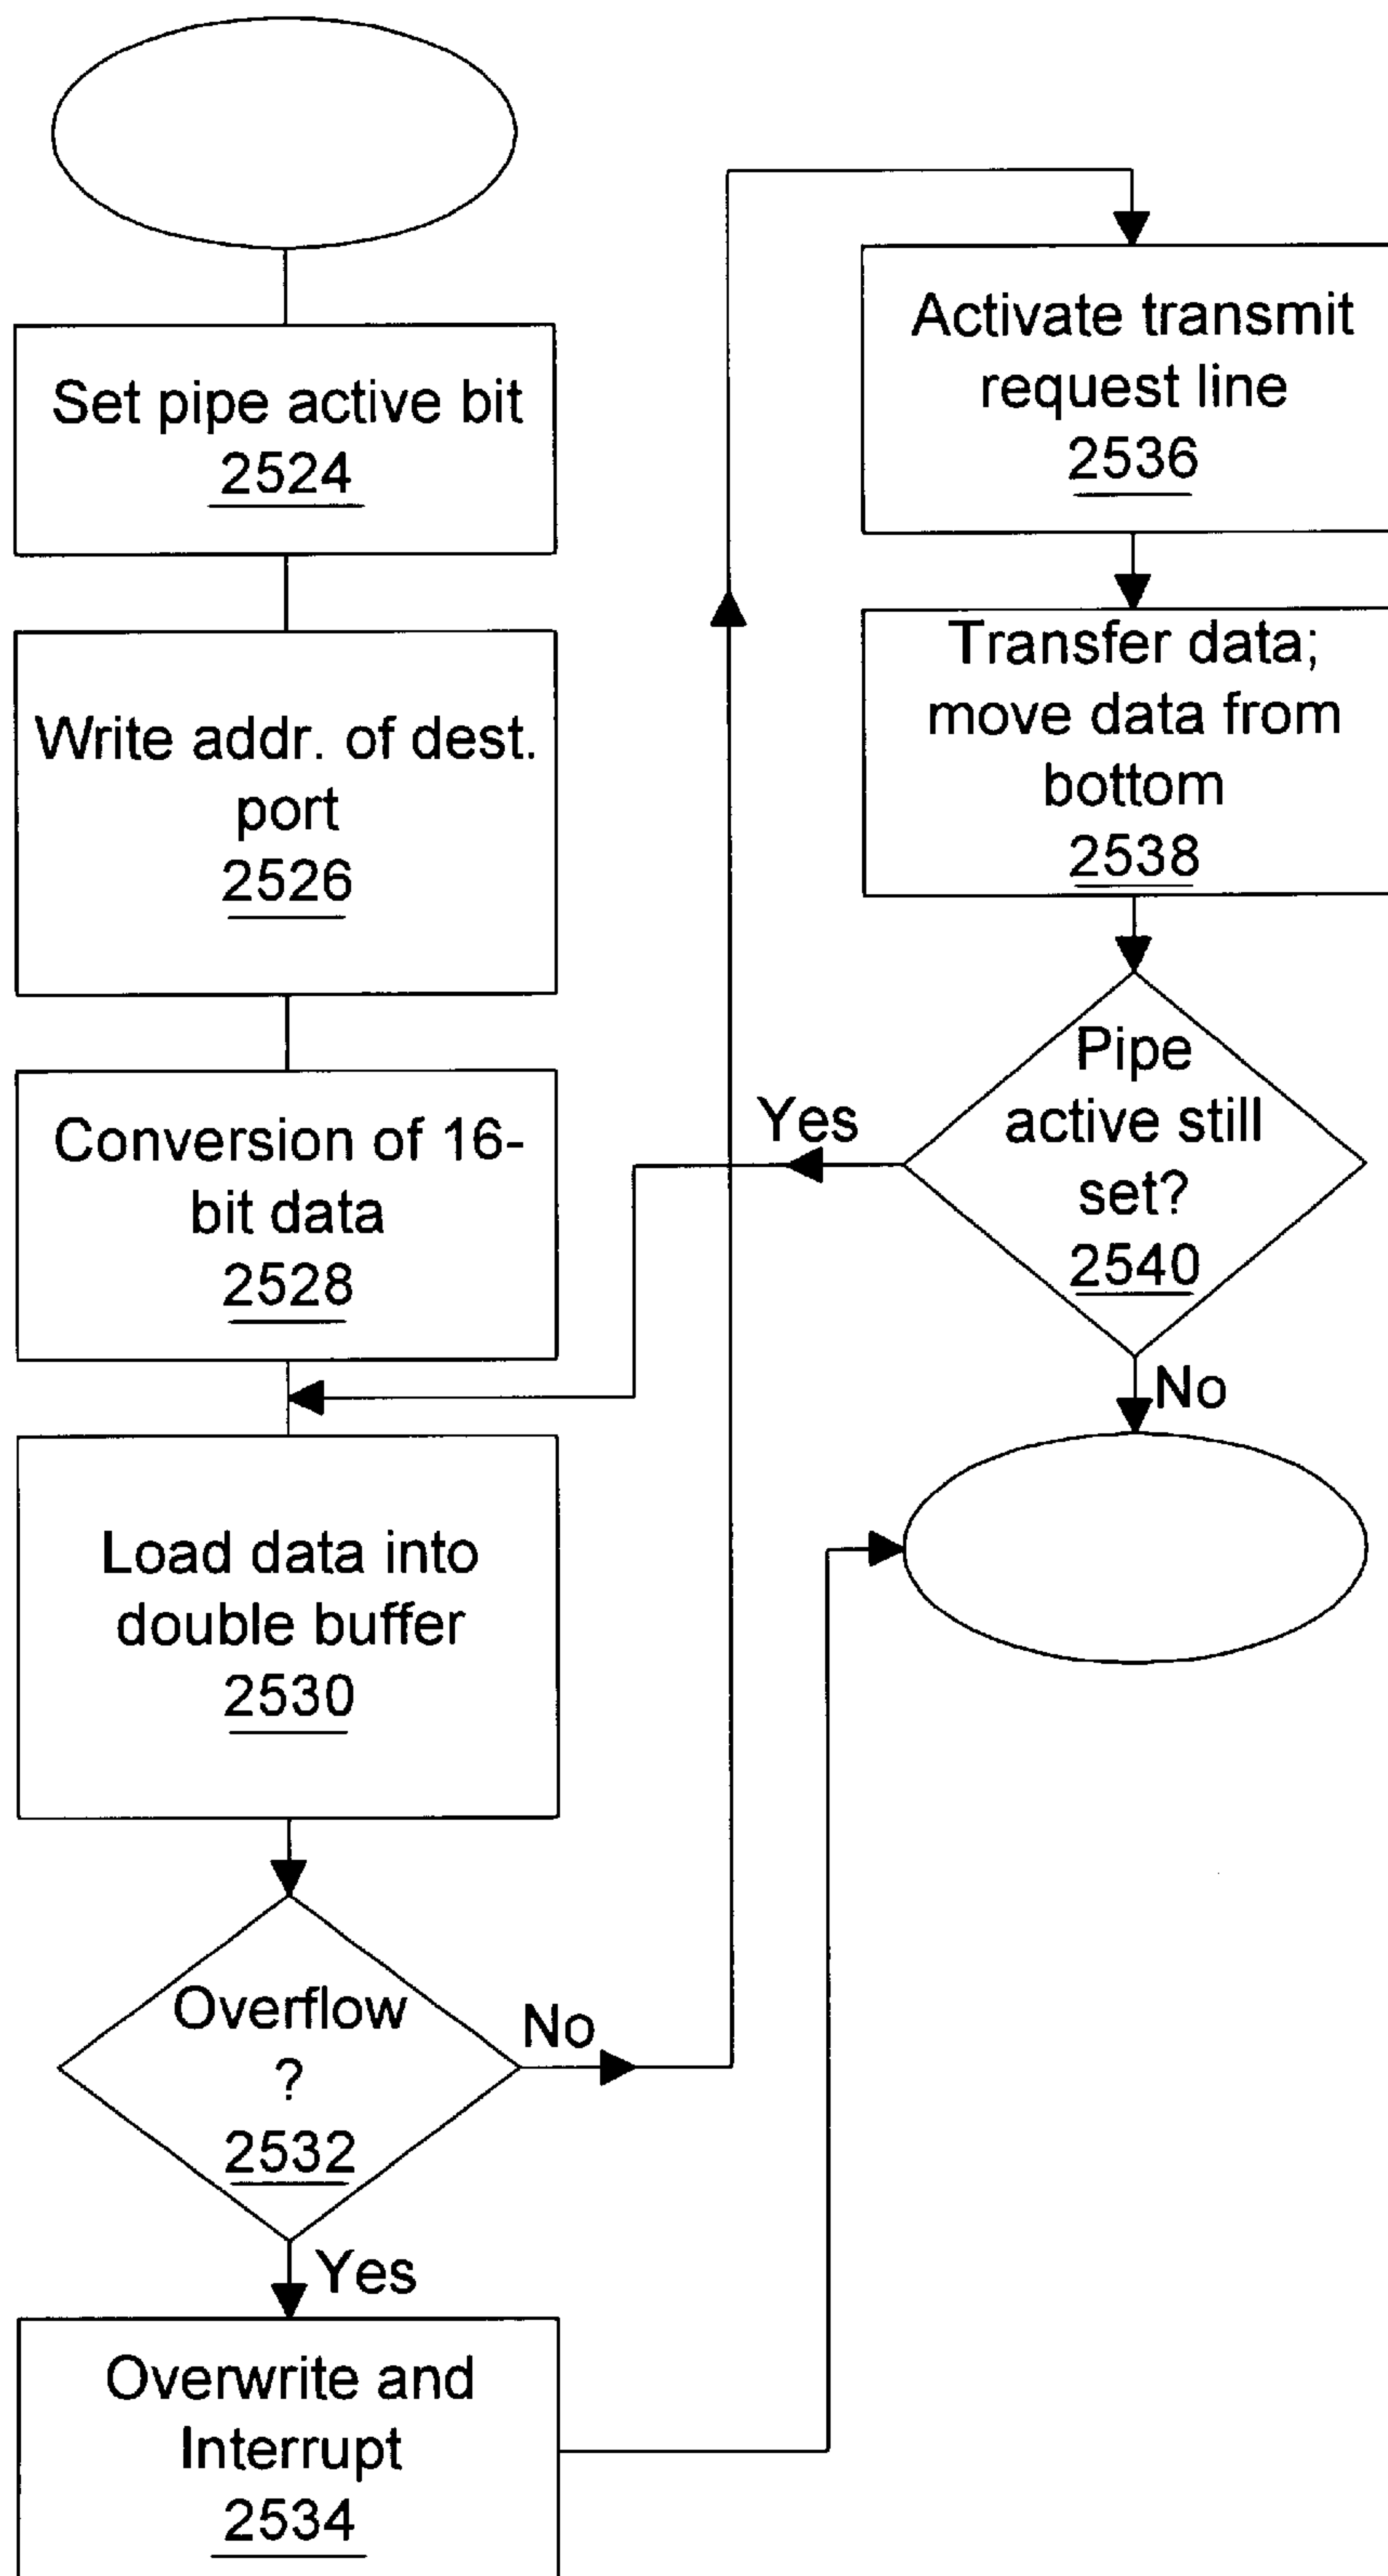 Set pipe active bit
2524
Write addr. of dest.
port
2526
Conversion of 16-
bit data
2528
Load data into
double buffer
2530
Overflow
?
2532
No
Yes
Overwrite and
Interrupt
2534
Activate transmit
request line
2536
Transfer data;
move data from
bottom
2538
Pipe
active still
set?
2540
Yes
No